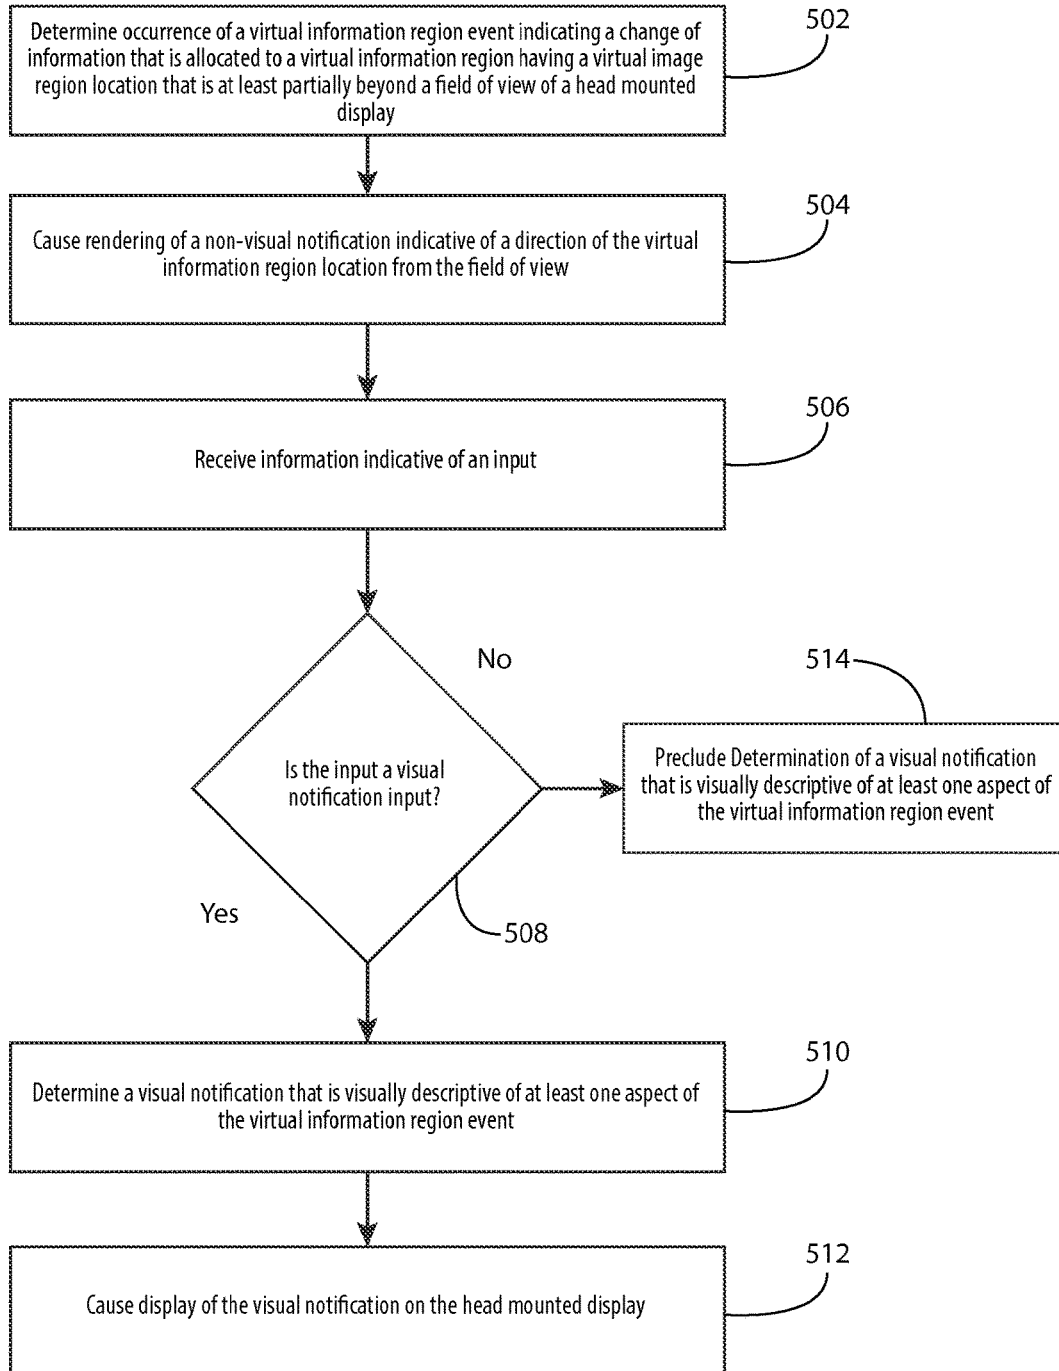 Determine occurrence of a virtual information region event indicating a change of
information that is allocated to a virtual information region having a virtual image
region location that is at least partially beyond a field of view of a head mounted
display
502
Cause rendering of a non-visual notification indicative of a direction of the virtual
information region location from the field of view
504
Receive information indicative of an input
506
Is the input a visual
notification input?
No
Yes
508
514
Preclude Determination of a visual notification
that is visually descriptive of at least one aspect of
the virtual information region event
Determine a visual notification that is visually descriptive of at least one aspect of
the virtual information region event
510
Cause display of the visual notification on the head mounted display
512